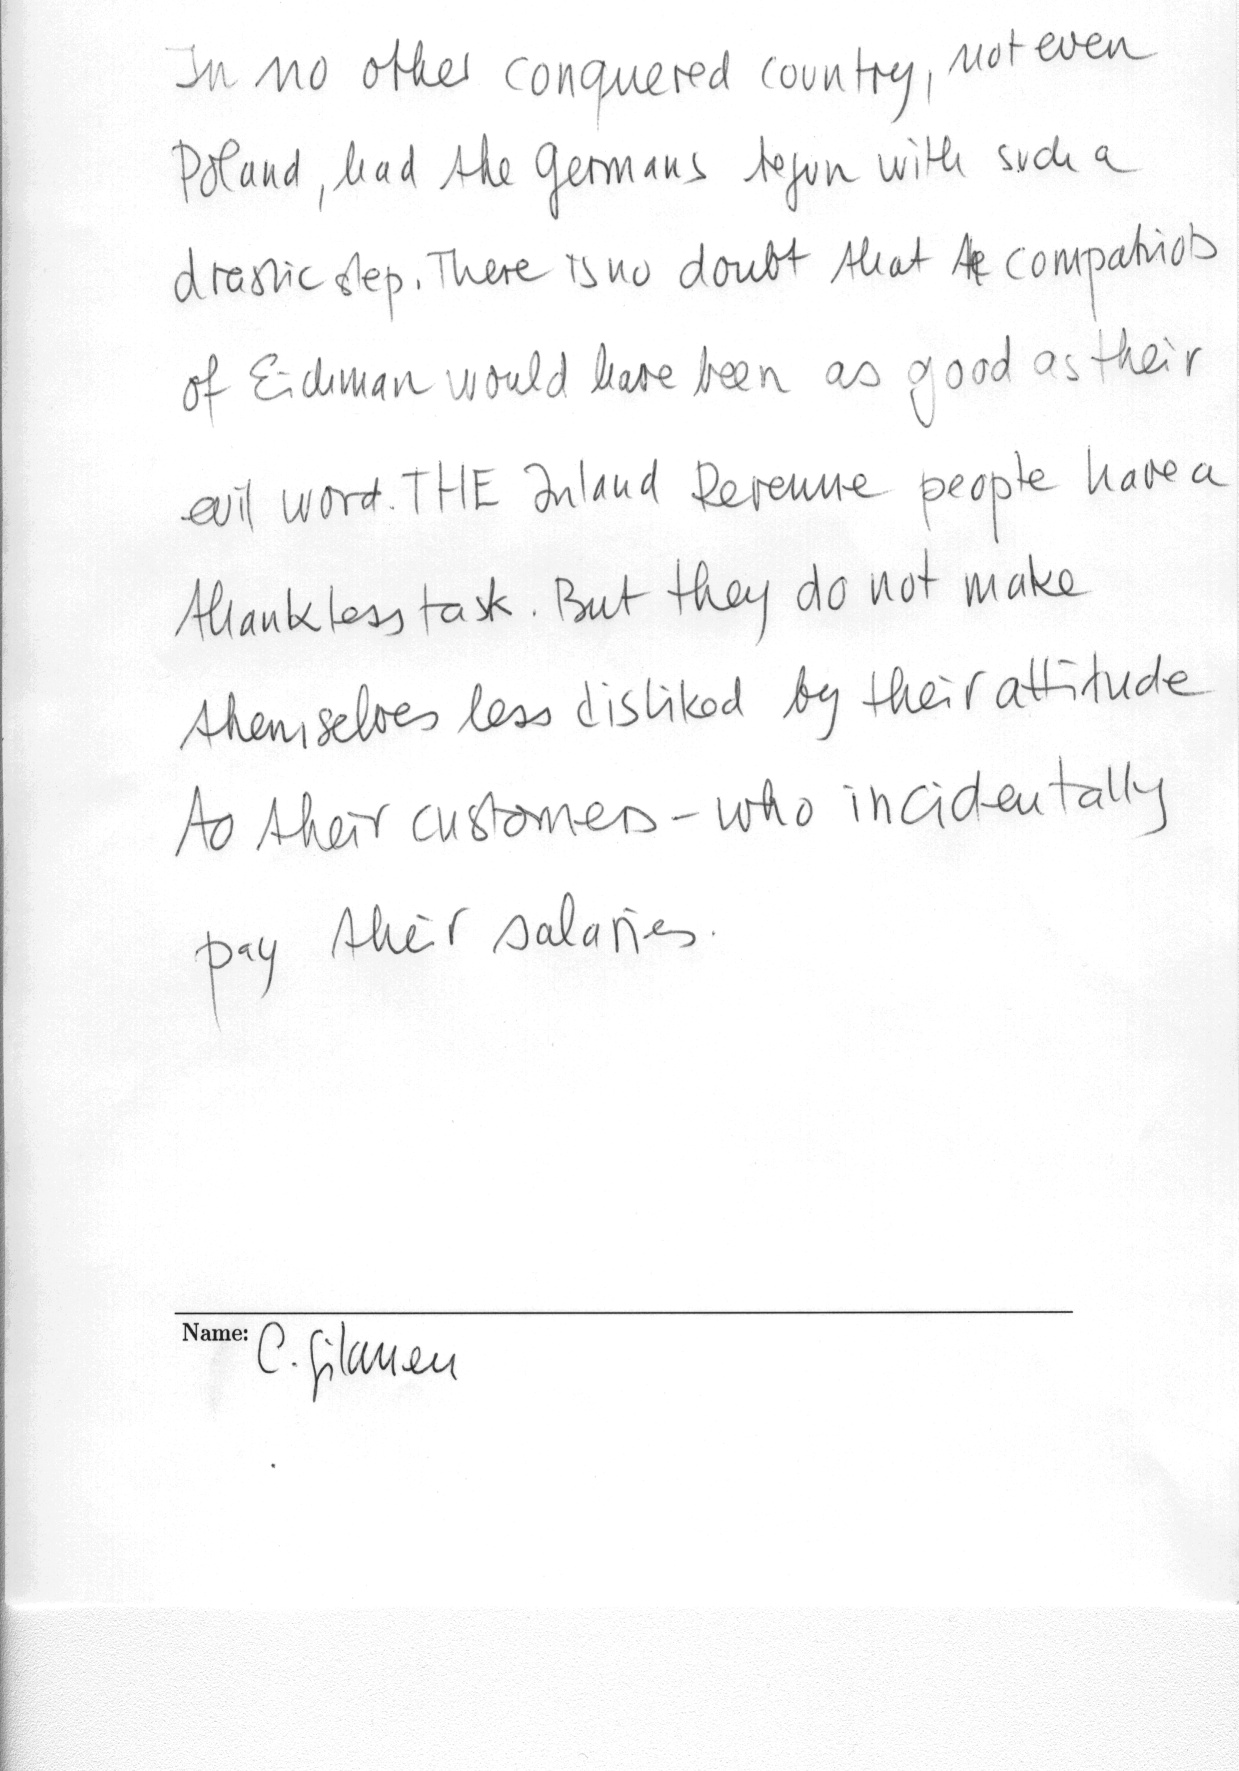 In no other conquered country, not even
Poland, had the Germans begun with such a
drastic step. There is no doubt that the compatriots
of Eichman would have been as good as their
evil word. THE Inland Revenue people have a
thankless task. But they do not make
themselves less disliked by their attitude
to their customers - who incidentally
pay their salaries.
Name: C.